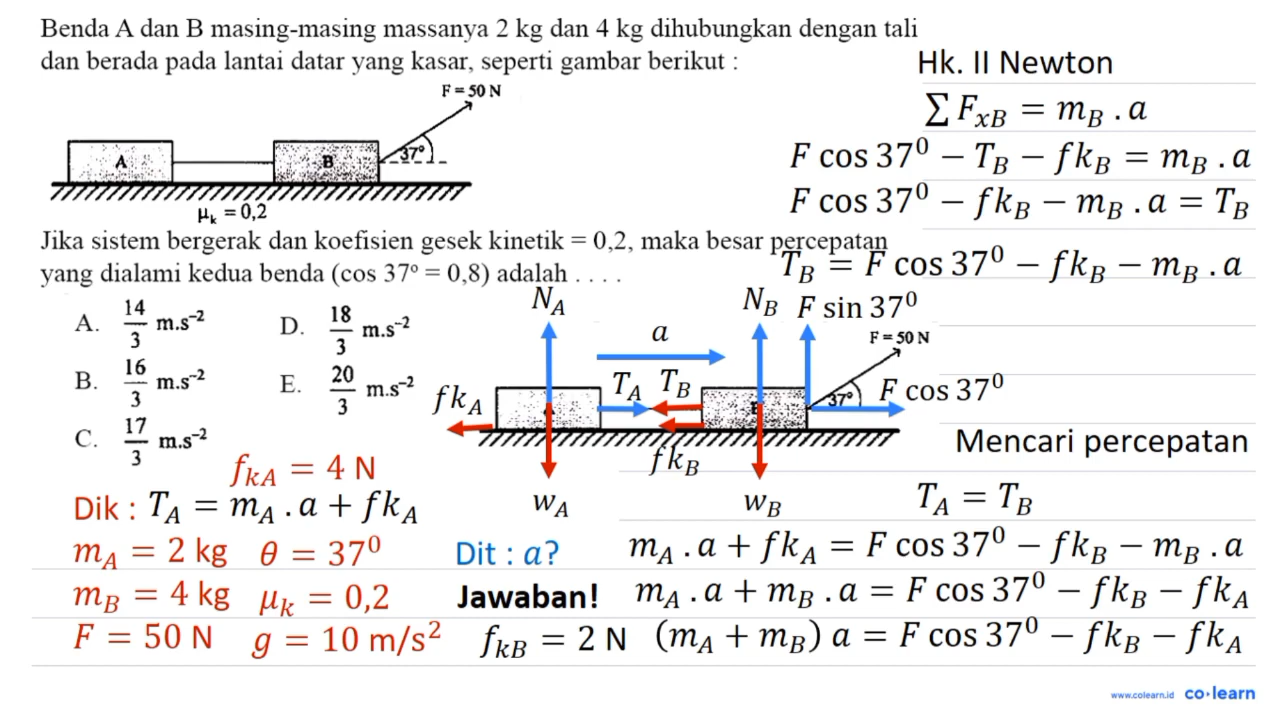 Benda A dan B masing-masing massanya 2 kg dan 4 kg dihubungkan dengan tali
dan berada pada lantai datar yang kasar, seperti gambar berikut :
F = 50 N
A
B
37°
μₖ = 0,2
Jika sistem bergerak dan koefisien gesek kinetik = 0,2, maka besar percepatan
yang dialami kedua benda (cos 37° = 0,8) adalah . . . .
A. 14/3 m.s⁻²
B. 16/3 m.s⁻²
C. 17/3 m.s⁻²
D. 18/3 m.s⁻²
E. 20/3 m.s⁻²
Hk. II Newton
∑ F_xB = m_B . a
F cos 37⁰ − T_B − fk_B = m_B . a
F cos 37⁰ − fk_B − m_B . a = T_B
T_B = F cos 37⁰ − fk_B − m_B . a
N_A
N_B
F sin 37⁰
a
F = 50 N
T_A
T_B
37°
F cos 37⁰
fk_A
fk_B
w_A
w_B
f_kA = 4 N
Dik : T_A = m_A . a + fk_A
m_A = 2 kg θ = 37⁰
m_B = 4 kg μ_k = 0,2
F = 50 N g = 10 m/s²
Dit : a?
Jawaban!
f_kB = 2 N
Mencari percepatan
T_A = T_B
m_A . a + fk_A = F cos 37⁰ − fk_B − m_B . a
m_A . a + m_B . a = F cos 37⁰ − fk_B − fk_A
(m_A + m_B) a = F cos 37⁰ − fk_B − fk_A
www.colearn.id co·learn